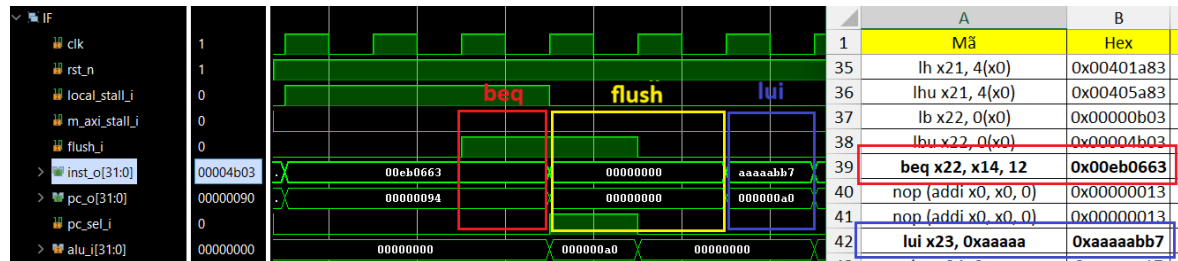 IF
clk 1
rst_n 1
local_stall_i 0
m_axi_stall_i 0
flush_i 0
inst_o[31:0] 00004b03
pc_o[31:0] 00000090
pc_sel_i 0
alu_i[31:0] 00000000
beq flush lui
. 00eb0663 00000000 aaaaabb7
. 00000094 00000000 000000a0
00000000 000000a0 00000000
A B
1 Mã Hex
35 lh x21, 4(x0) 0x00401a83
36 lhu x21, 4(x0) 0x00405a83
37 lb x22, 0(x0) 0x00000b03
38 lbu x22, 0(x0) 0x00004b03
39 beq x22, x14, 12 0x00eb0663
40 nop (addi x0, x0, 0) 0x00000013
41 nop (addi x0, x0, 0) 0x00000013
42 lui x23, 0xaaaaa 0xaaaaabb7